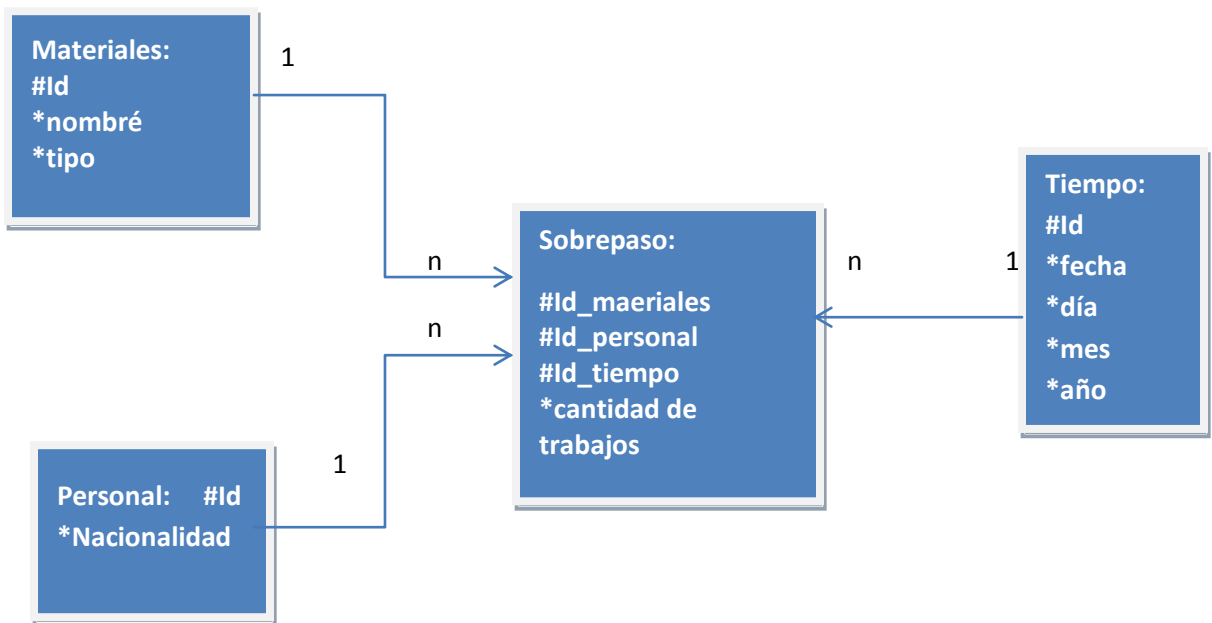 Materiales:
#Id
*nombré
*tipo
1
n
Sobrepaso:
#Id_maeriales
#Id_personal
#Id_tiempo
*cantidad de
trabajos
n
1
Tiempo:
#Id
*fecha
*día
*mes
*año
n
1
Personal: #Id
*Nacionalidad